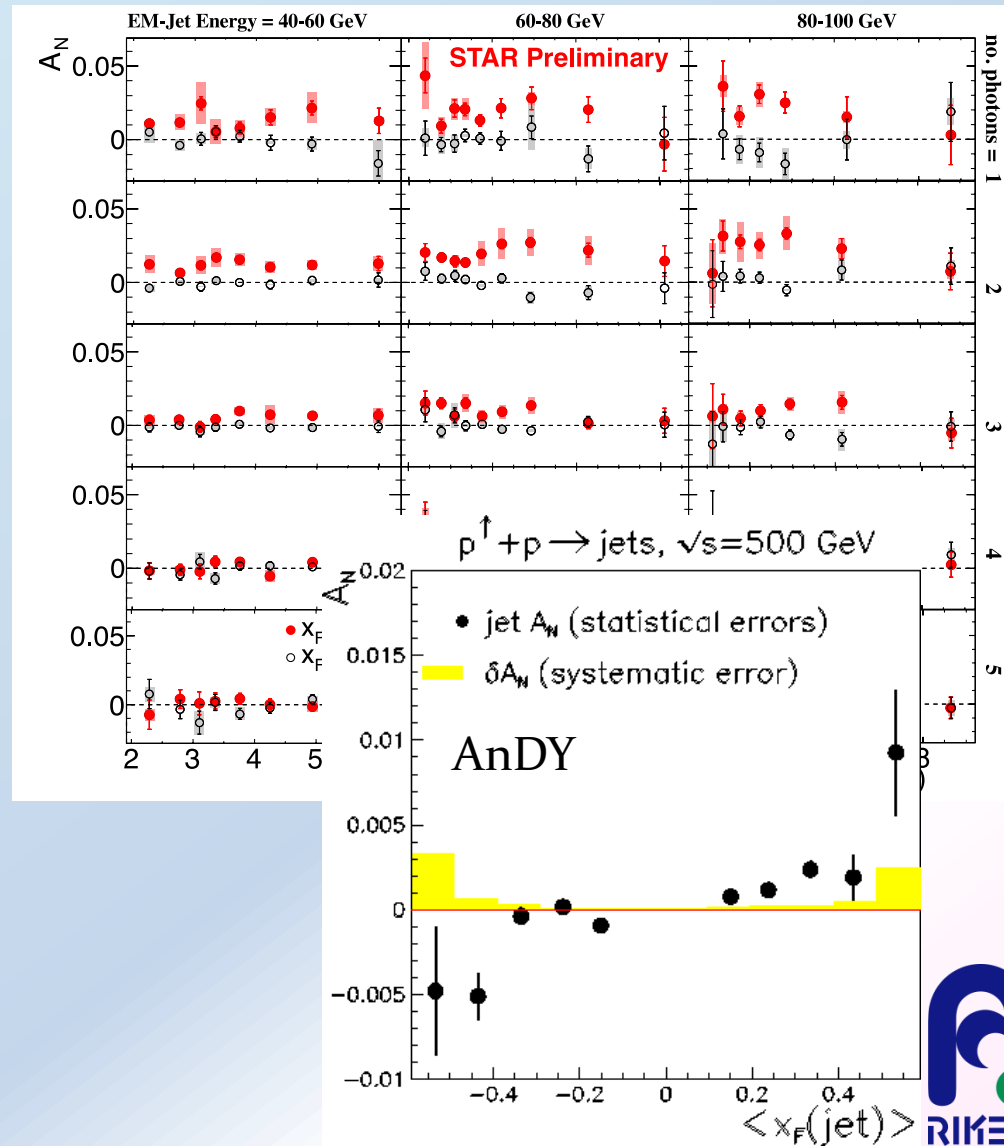 EM-Jet Energy = 40-60 GeV 60-80 GeV 80-100 GeV
A_N
STAR Preliminary
no. photons = 1
0.05
0
0.05
0
2
0.05
0
3
0.05
0
4
0.05
0
5
x_F
x_F
2 3 4 5
p↑+p → jets, √s=500 GeV
A_N
jet A_N (statistical errors)
δA_N (systematic error)
AnDY
0.02
0.015
0.01
0.005
0
−0.005
−0.01
−0.4 −0.2 0 0.2 0.4
<x_F(jet)>
RIKE